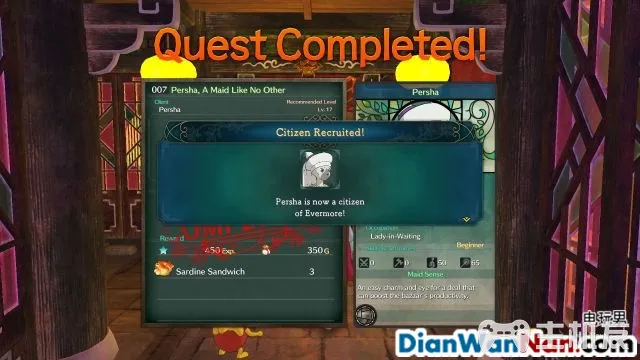 Quest Completed!
007 Persha, A Maid Like No Other
Client
Recommended Level
Persha
Lv.17
Persha
Citizen Recruited!
Persha is now a citizen
of Evermore!
Lady-in-Waiting
Beginner
Reward
450 Exp.
350 G
Sardine Sandwich 3
0
0
50
65
Maid Sense
An easy charm and eye for a deal that
can boost the bazaar's productivity.
电玩男
DianWanNan.com